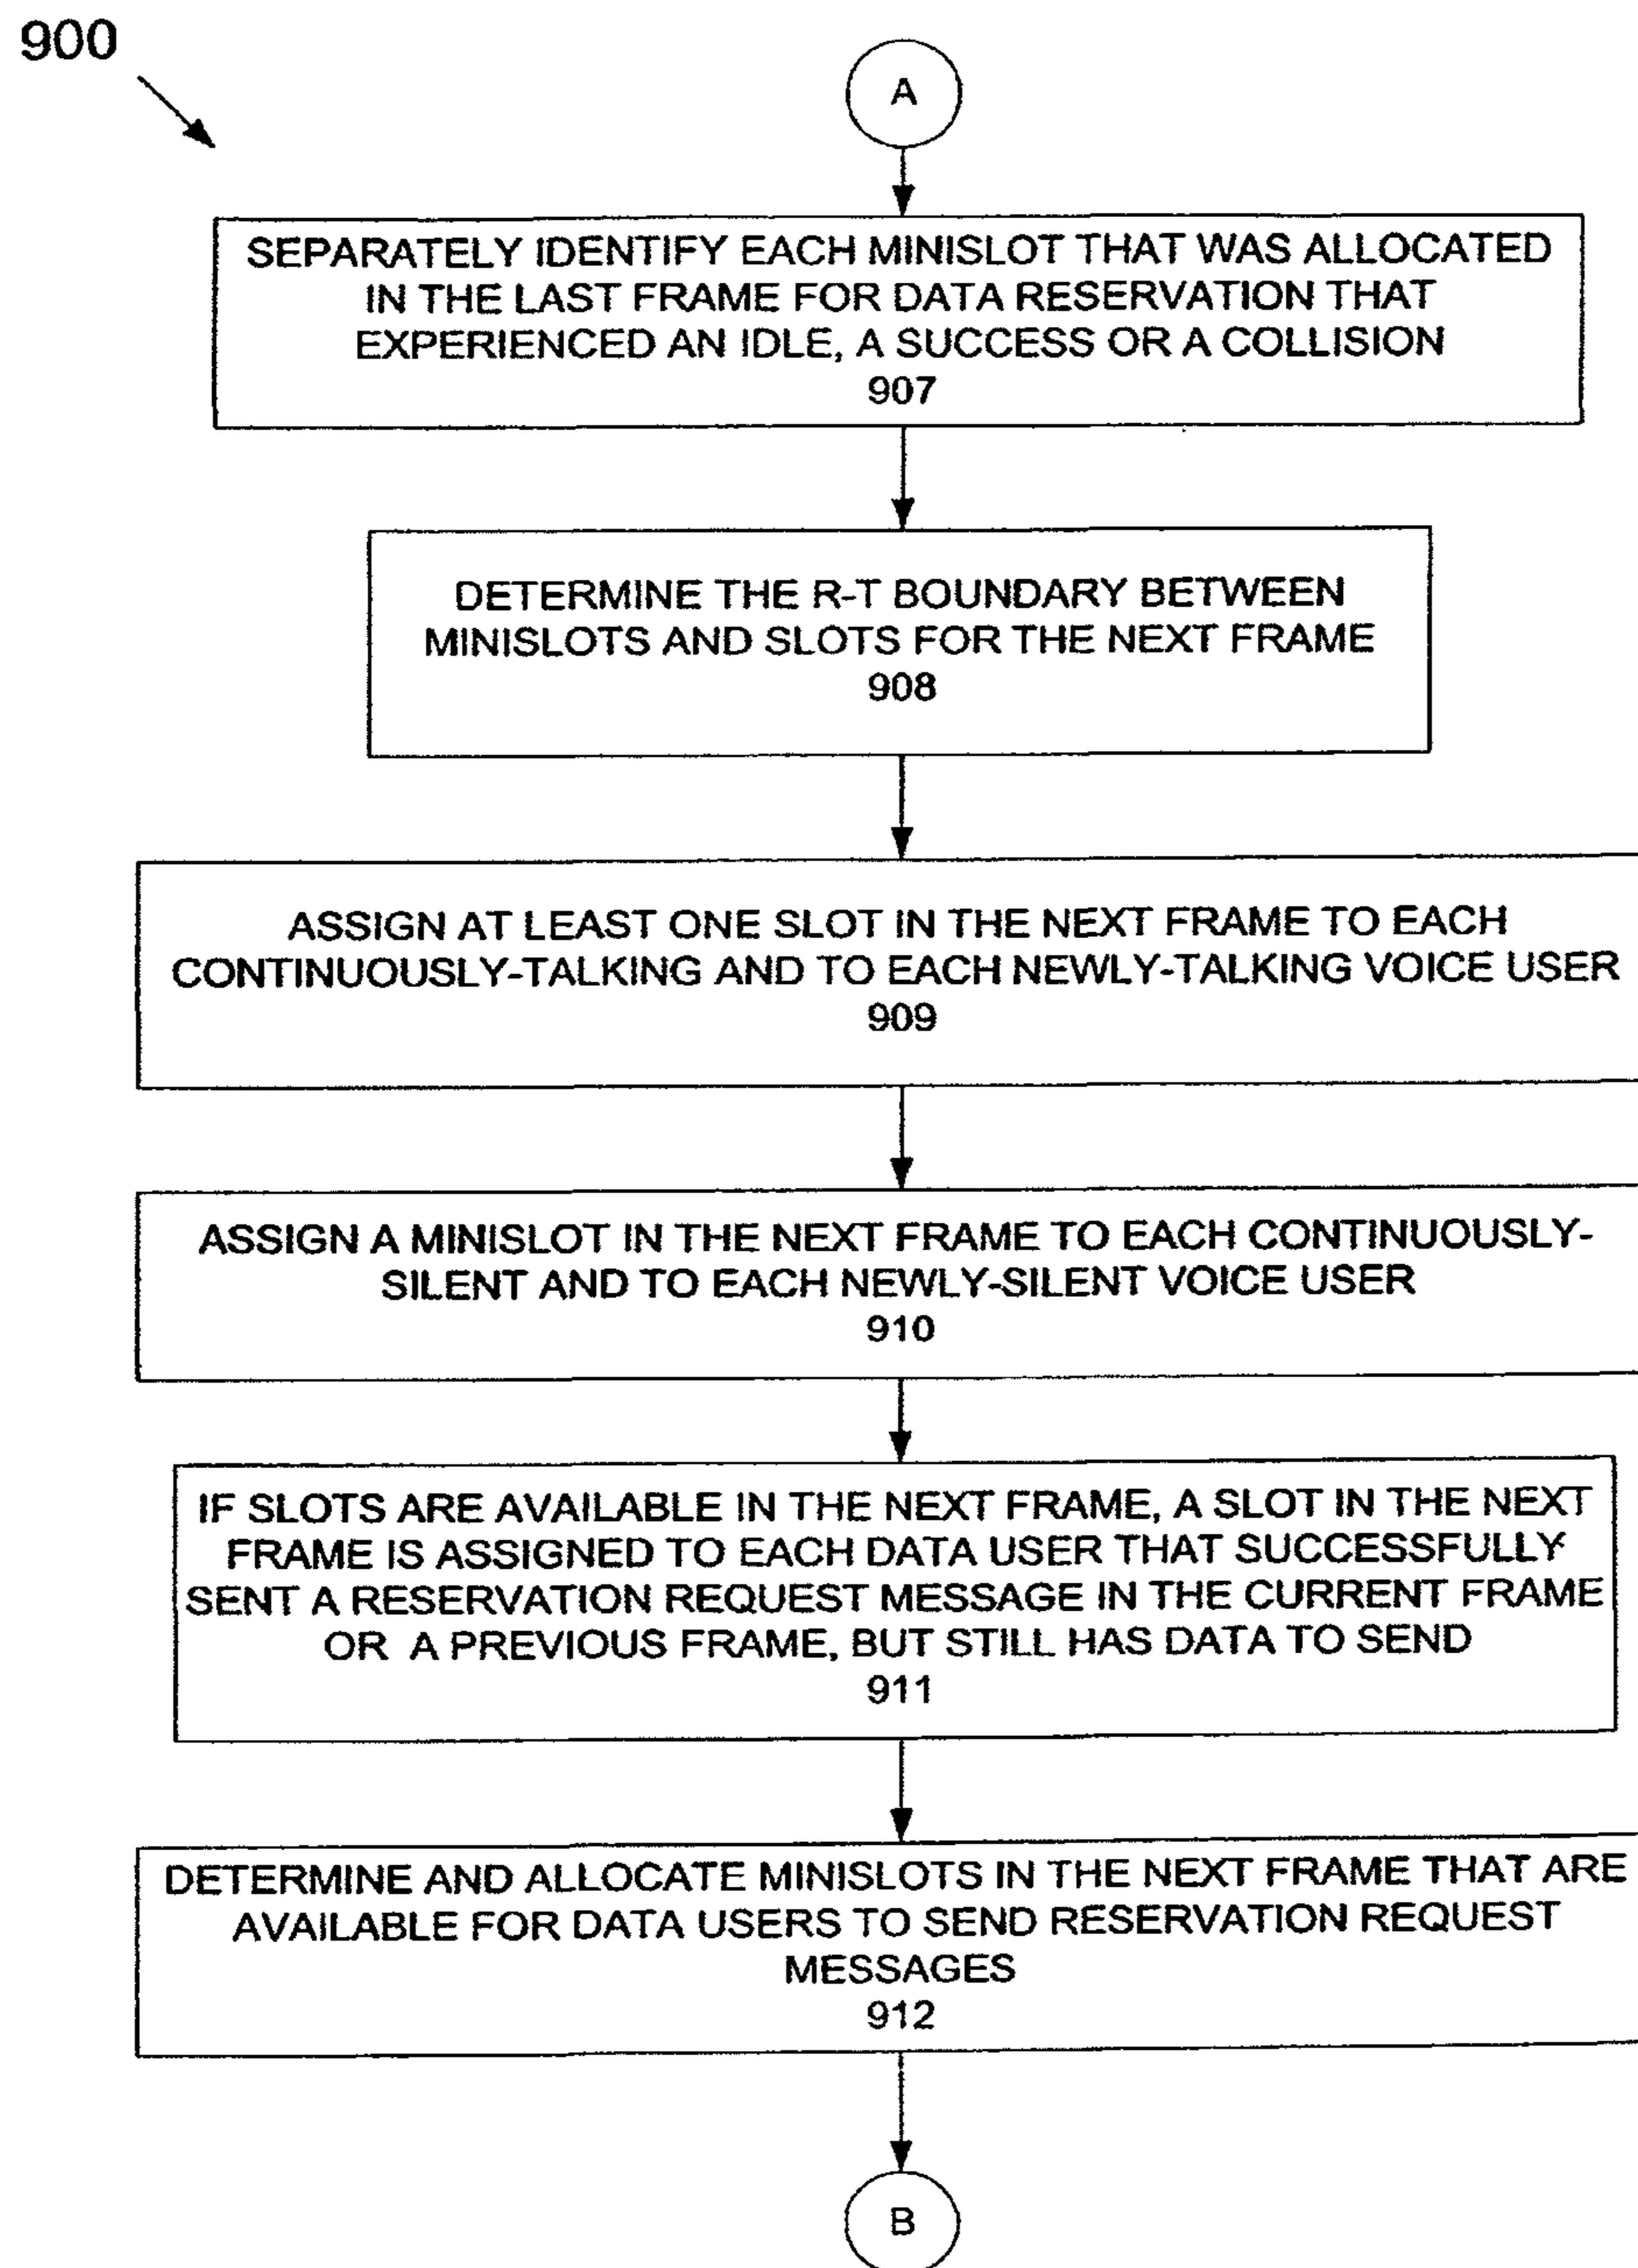 900
A
SEPARATELY IDENTIFY EACH MINISLOT THAT WAS ALLOCATED
IN THE LAST FRAME FOR DATA RESERVATION THAT
EXPERIENCED AN IDLE, A SUCCESS OR A COLLISION
907
DETERMINE THE R-T BOUNDARY BETWEEN
MINISLOTS AND SLOTS FOR THE NEXT FRAME
908
ASSIGN AT LEAST ONE SLOT IN THE NEXT FRAME TO EACH
CONTINUOUSLY-TALKING AND TO EACH NEWLY-TALKING VOICE USER
909
ASSIGN A MINISLOT IN THE NEXT FRAME TO EACH CONTINUOUSLY-
SILENT AND TO EACH NEWLY-SILENT VOICE USER
910
IF SLOTS ARE AVAILABLE IN THE NEXT FRAME, A SLOT IN THE NEXT
FRAME IS ASSIGNED TO EACH DATA USER THAT SUCCESSFULLY
SENT A RESERVATION REQUEST MESSAGE IN THE CURRENT FRAME
OR A PREVIOUS FRAME, BUT STILL HAS DATA TO SEND
911
DETERMINE AND ALLOCATE MINISLOTS IN THE NEXT FRAME THAT ARE
AVAILABLE FOR DATA USERS TO SEND RESERVATION REQUEST
MESSAGES
912
B